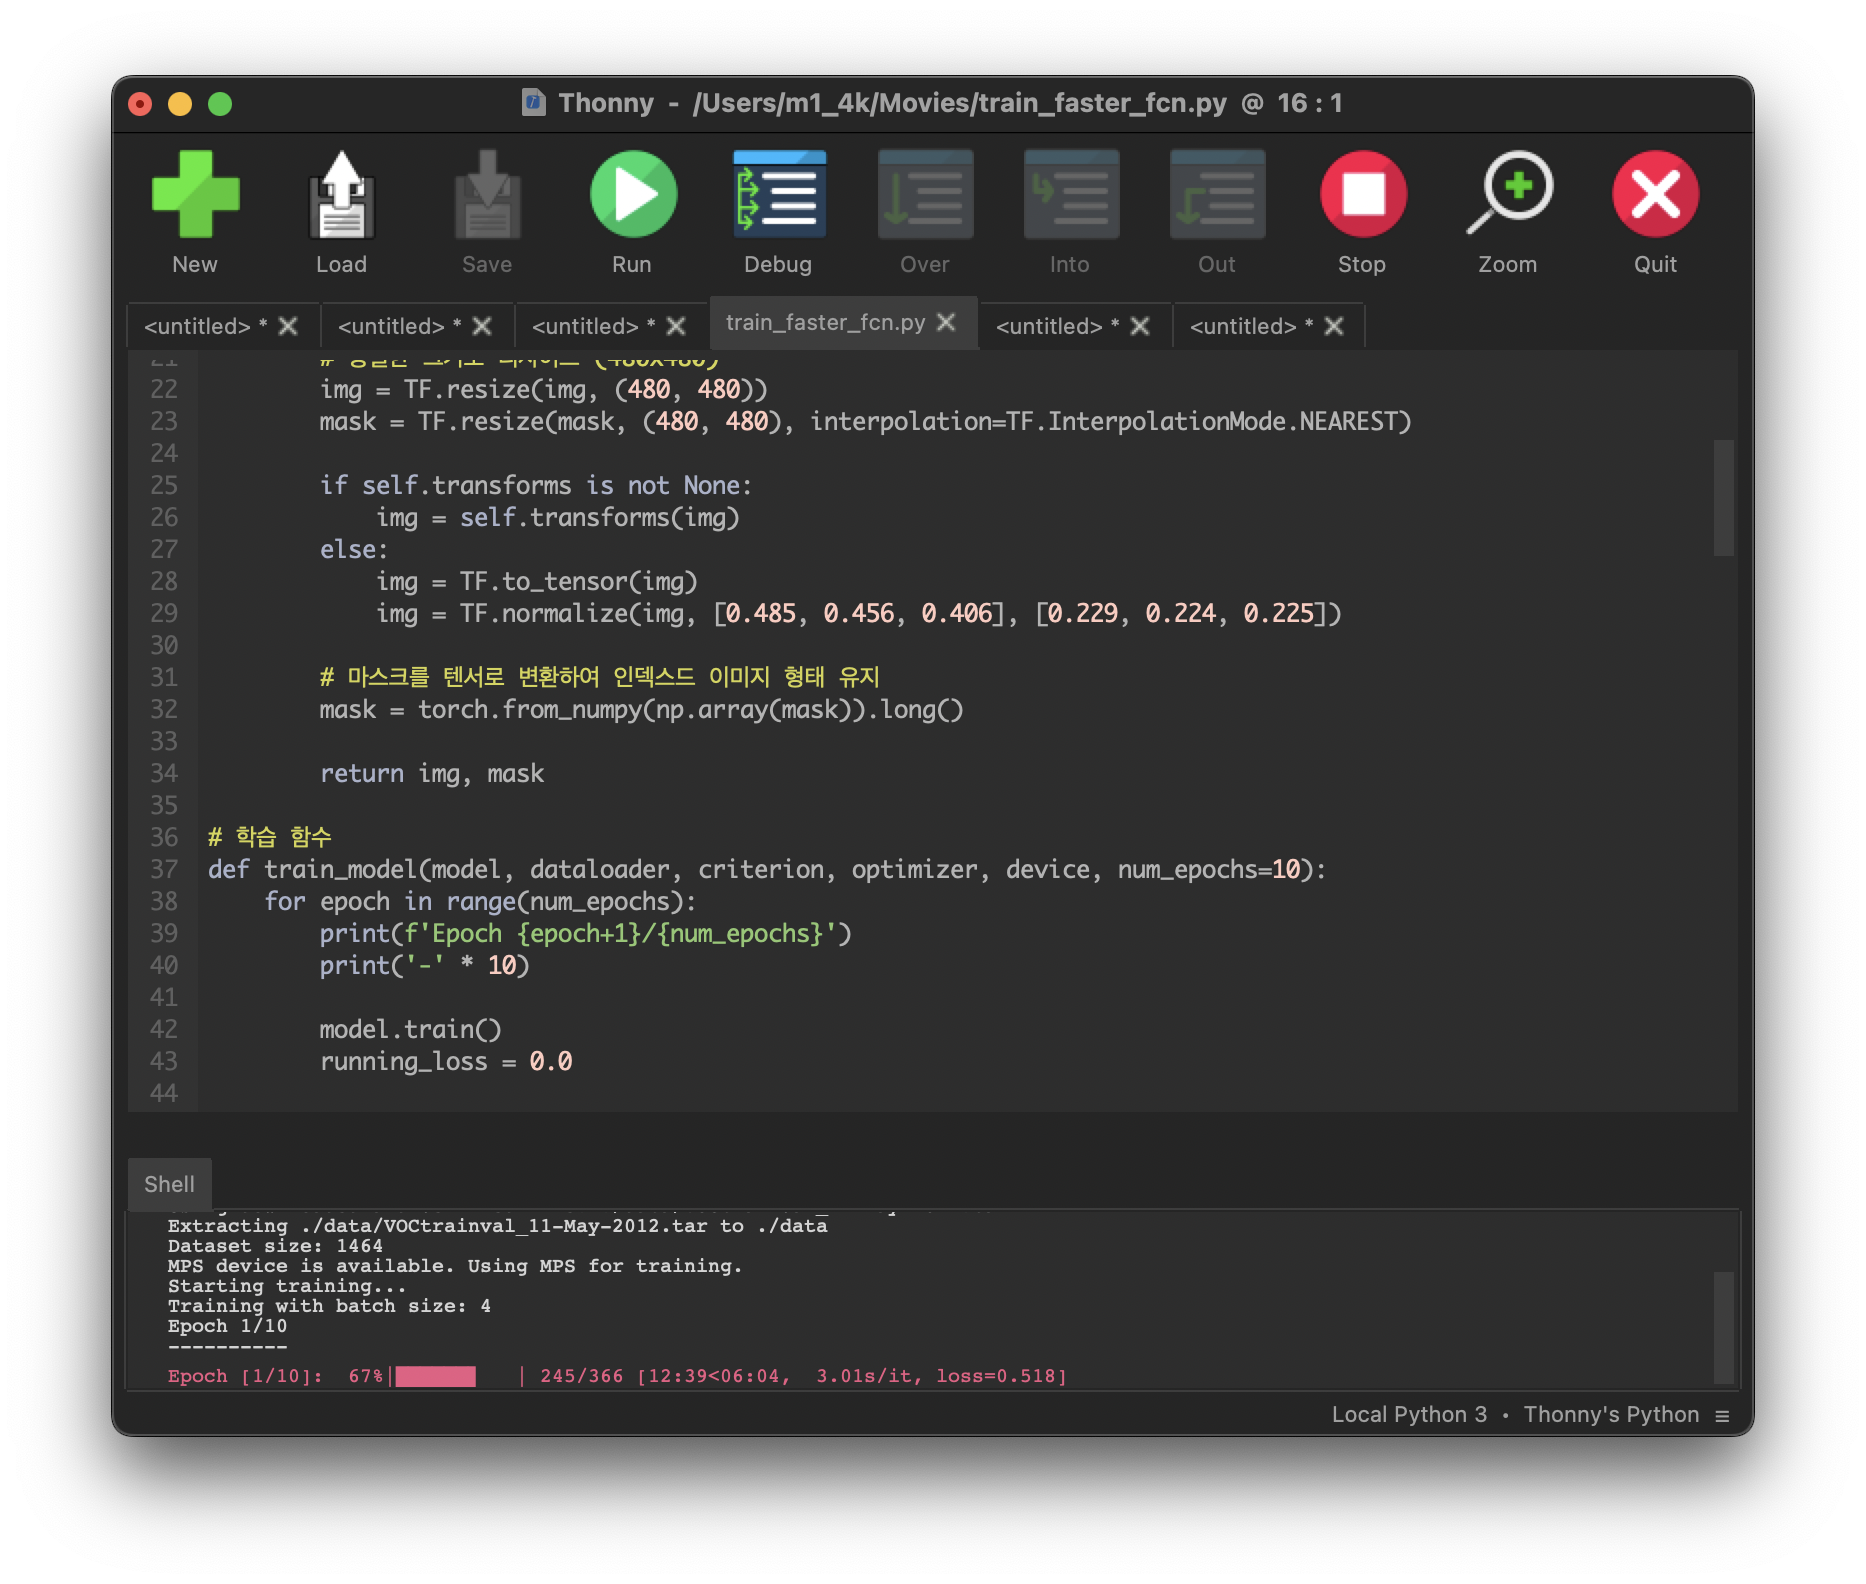 Thonny - /Users/m1_4k/Movies/train_faster_fcn.py @ 16 : 1
New Load Save Run Debug Over Into Out Stop Zoom Quit
<untitled> * <untitled> * <untitled> * train_faster_fcn.py <untitled> * <untitled> *
21 # 동일한 크기로 리사이즈 (480x480)
22 img = TF.resize(img, (480, 480))
23 mask = TF.resize(mask, (480, 480), interpolation=TF.InterpolationMode.NEAREST)
24
25 if self.transforms is not None:
26 img = self.transforms(img)
27 else:
28 img = TF.to_tensor(img)
29 img = TF.normalize(img, [0.485, 0.456, 0.406], [0.229, 0.224, 0.225])
30
31 # 마스크를 텐서로 변환하여 인덱스드 이미지 형태 유지
32 mask = torch.from_numpy(np.array(mask)).long()
33
34 return img, mask
35
36 # 학습 함수
37 def train_model(model, dataloader, criterion, optimizer, device, num_epochs=10):
38 for epoch in range(num_epochs):
39 print(f'Epoch {epoch+1}/{num_epochs}')
40 print('-' * 10)
41
42 model.train()
43 running_loss = 0.0
44
Shell
Extracting ./data/VOCtrainval_11-May-2012.tar to ./data
Dataset size: 1464
MPS device is available. Using MPS for training.
Starting training...
Training with batch size: 4
Epoch 1/10
----------
Epoch [1/10]: 67%| | 245/366 [12:39<06:04, 3.01s/it, loss=0.518]
Local Python 3 • Thonny's Python ≡